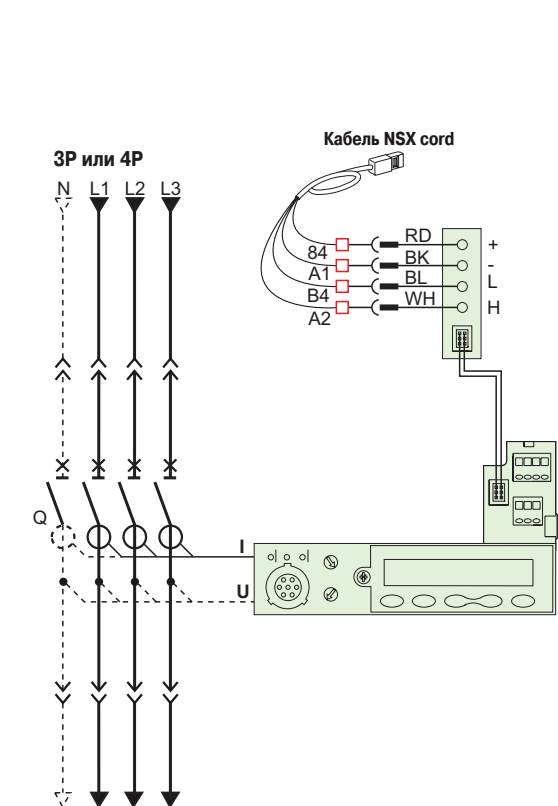 Кабель NSX cord
3P или 4P
N L1 L2 L3
84 RD +
A1 BK -
B4 BL L
A2 WH H
Q
I
U